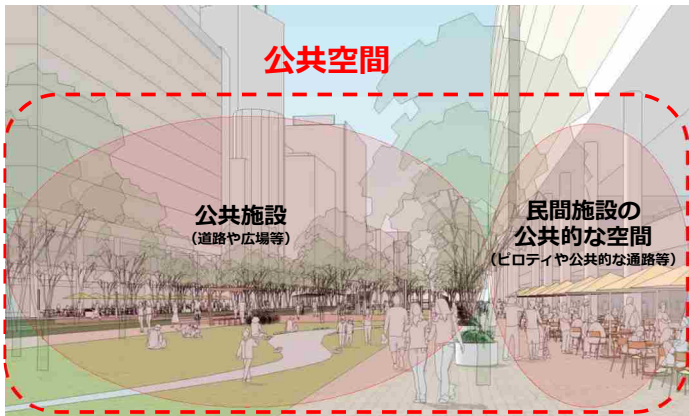 公共空間
公共施設
（道路や広場等）
民間施設の
公共的な空間
（ピロティや公共的な通路等）